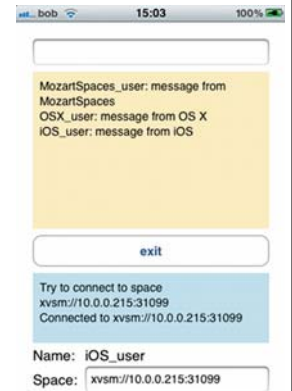 bob 15:03 100%
MozartSpaces_user: message from
MozartSpaces
OSX_user: message from OS X
iOS_user: message from iOS
exit
Try to connect to space
xvsm://10.0.0.215:31099
Connected to xvsm://10.0.0.215:31099
Name: iOS_user
Space: xvsm://10.0.0.215:31099